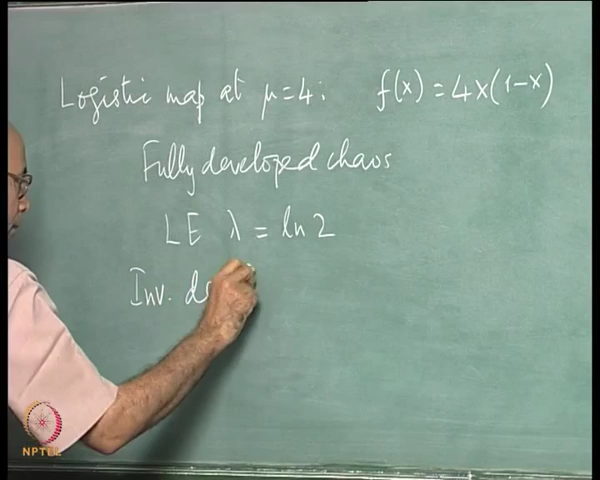 Logistic map at μ=4: f(x) = 4x(1-x)
Fully developed chaos
LE λ = ln 2
Inv.
NPTEL